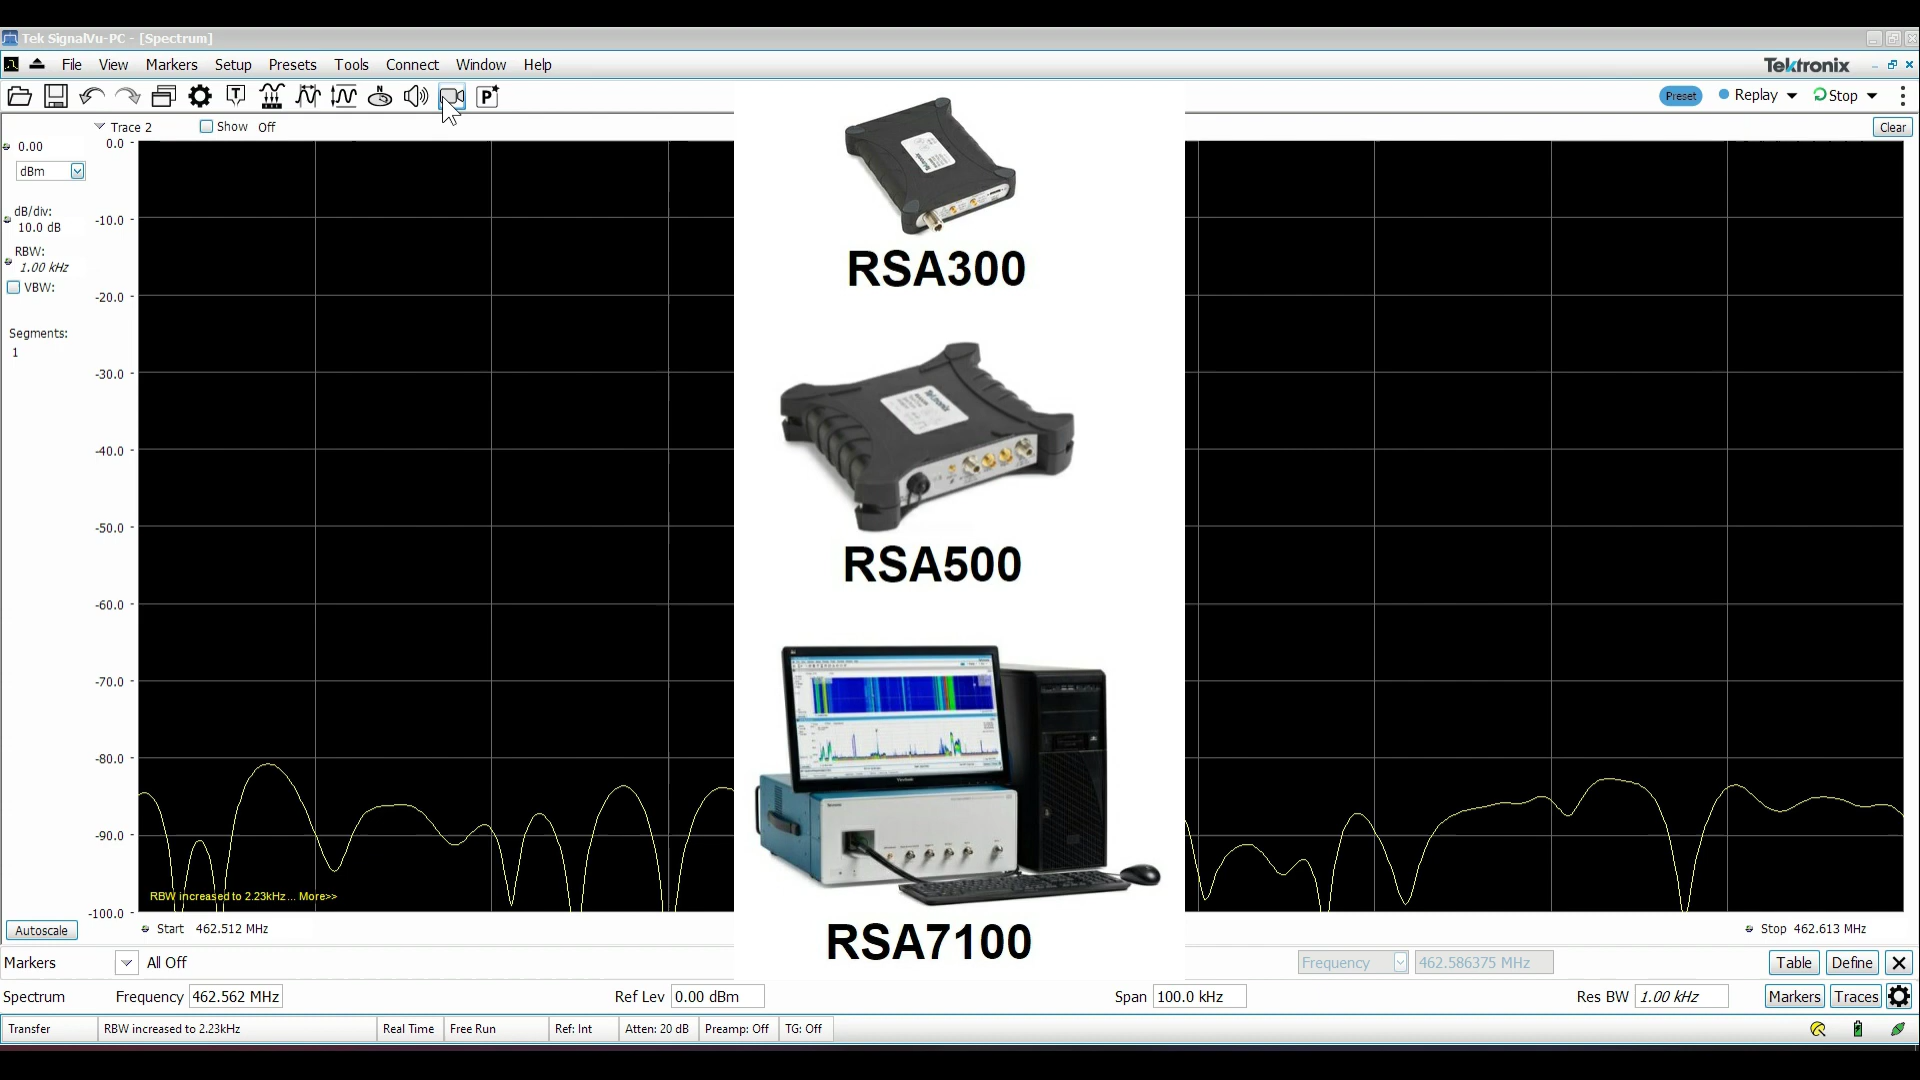 Tek SignalVu-PC - [Spectrum]
File View Markers Setup Presets Tools Connect Window Help
Tektronix
Preset Replay Stop
Trace 2 Show Off
Clear
0.00
dBm
dB/div:
10.0 dB
RBW:
1.00 kHz
VBW:
Segments:
1
0.0
-10.0
-20.0
-30.0
-40.0
-50.0
-60.0
-70.0
-80.0
-90.0
-100.0
RSA300
RSA500
RSA7100
RBW increased to 2.23kHz... More>>
Autoscale
Start 462.512 MHz
Stop 462.613 MHz
Markers All Off
Frequency 462.586375 MHz
Table Define
Spectrum Frequency 462.562 MHz Ref Lev 0.00 dBm Span 100.0 kHz Res BW 1.00 kHz Markers Traces
Transfer RBW increased to 2.23kHz Real Time Free Run Ref: Int Atten: 20 dB Preamp: Off TG: Off